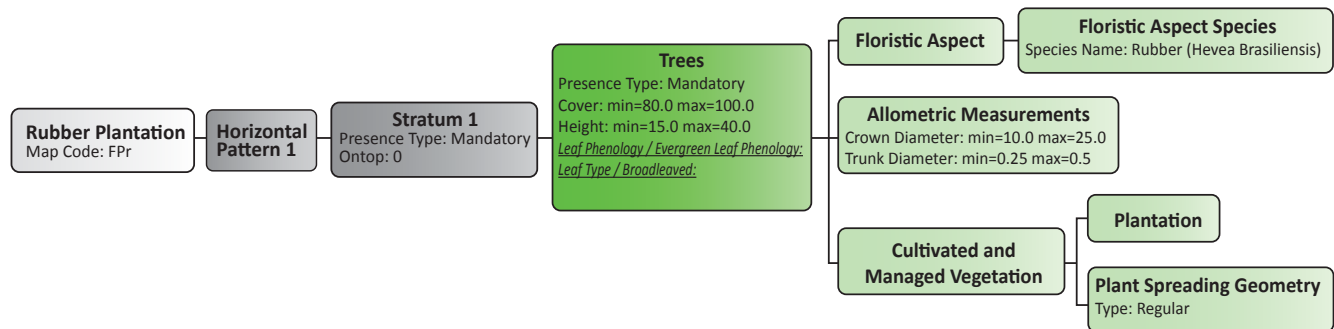 Rubber Plantation
Map Code: FPr
Horizontal
Pattern 1
Stratum 1
Presence Type: Mandatory
Ontop: 0
Trees
Presence Type: Mandatory
Cover: min=80.0 max=100.0
Height: min=15.0 max=40.0
Leaf Phenology / Evergreen Leaf Phenology:
Leaf Type / Broadleaved:
Floristic Aspect
Floristic Aspect Species
Species Name: Rubber (Hevea Brasiliensis)
Allometric Measurements
Crown Diameter: min=10.0 max=25.0
Trunk Diameter: min=0.25 max=0.5
Cultivated and
Managed Vegetation
Plantation
Plant Spreading Geometry
Type: Regular